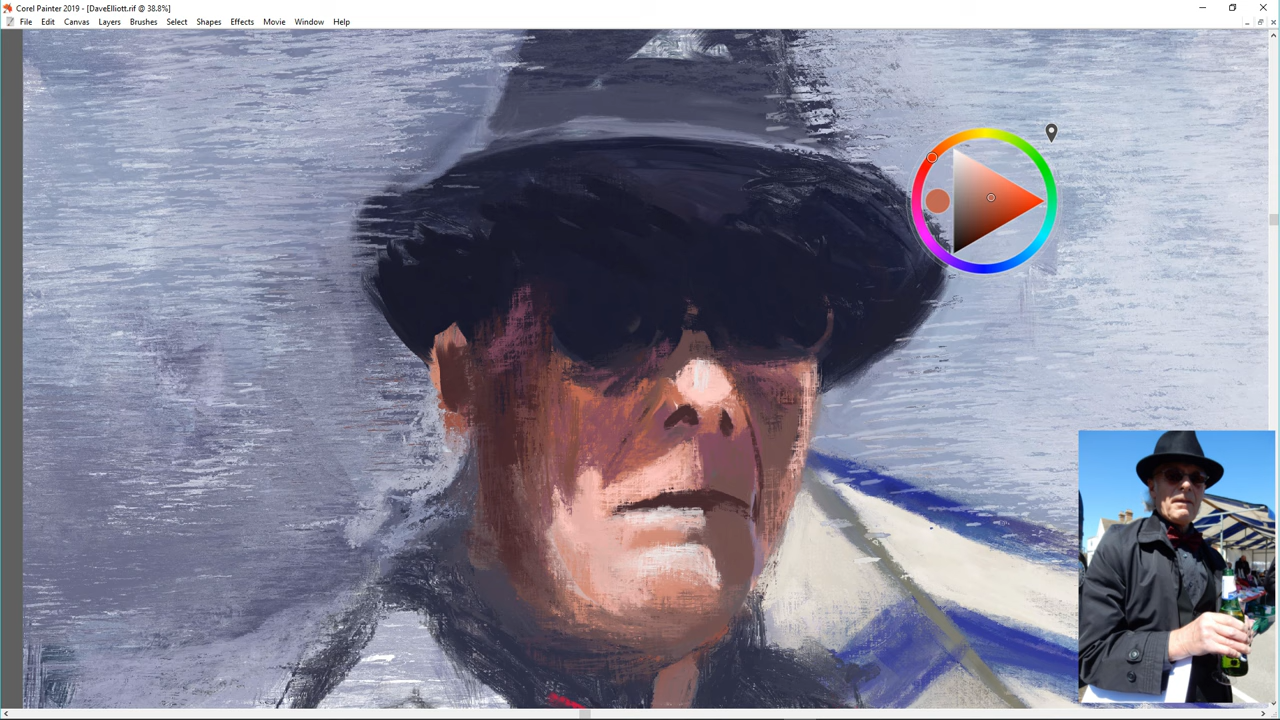 Corel Painter 2019 - [DaveElliott.rif @ 38.8%]
File Edit Canvas Layers Brushes Select Shapes Effects Movie Window Help